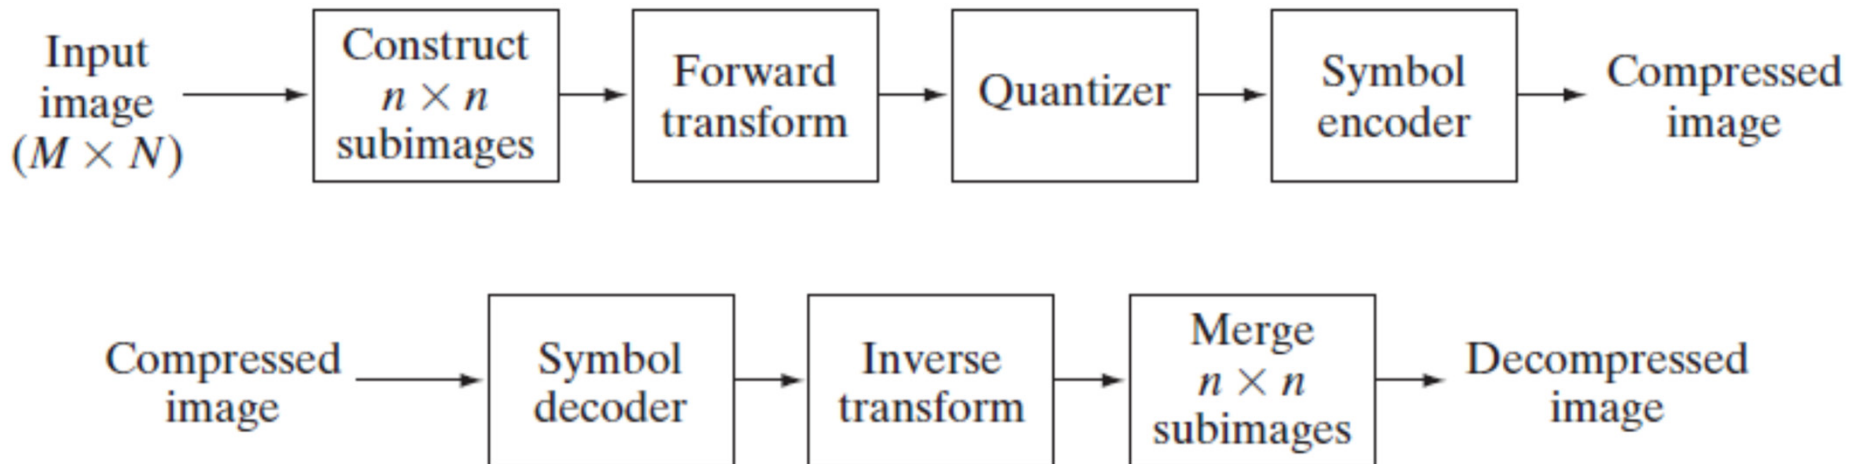 Input
image
(M × N)
Construct
n × n
subimages
Forward
transform
Quantizer
Symbol
encoder
Compressed
image
Compressed
image
Symbol
decoder
Inverse
transform
Merge
n × n
subimages
Decompressed
image